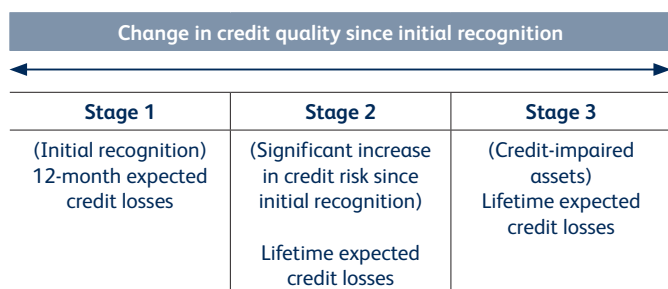 Change in credit quality since initial recognition
Stage 1
Stage 2
Stage 3
(Initial recognition)
12-month expected
credit losses
(Significant increase
in credit risk since
initial recognition)
Lifetime expected
credit losses
(Credit-impaired
assets)
Lifetime expected
credit losses